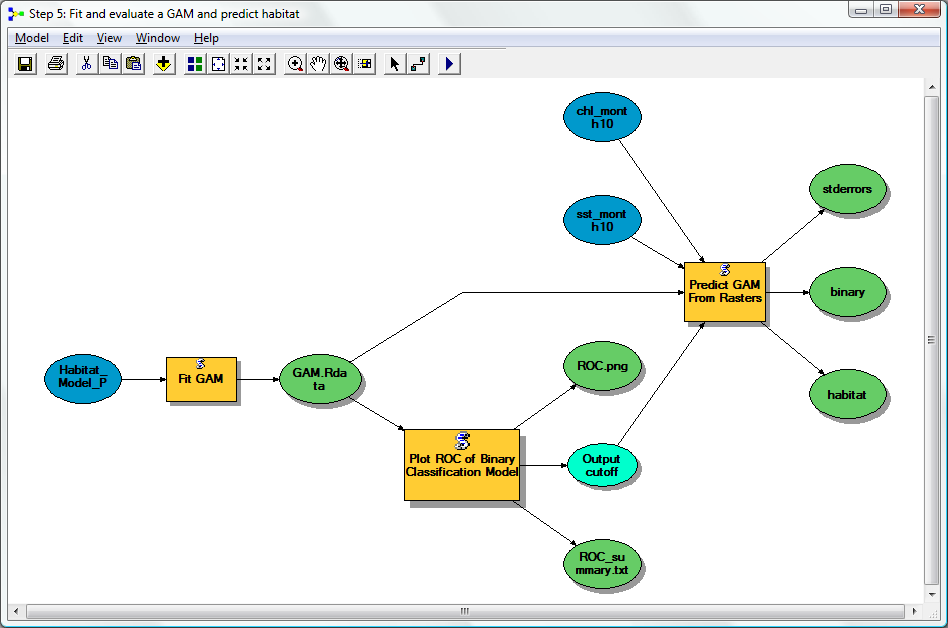 Step 5: Fit and evaluate a GAM and predict habitat
Model Edit View Window Help
chl_mont
h10
sst_mont
h10
stderrors
Predict GAM
From Rasters
binary
habitat
Habitat_
Model_P
Fit GAM
GAM.Rda
ta
ROC.png
Plot ROC of Binary
Classification Model
Output
cutoff
ROC_su
mmary.txt